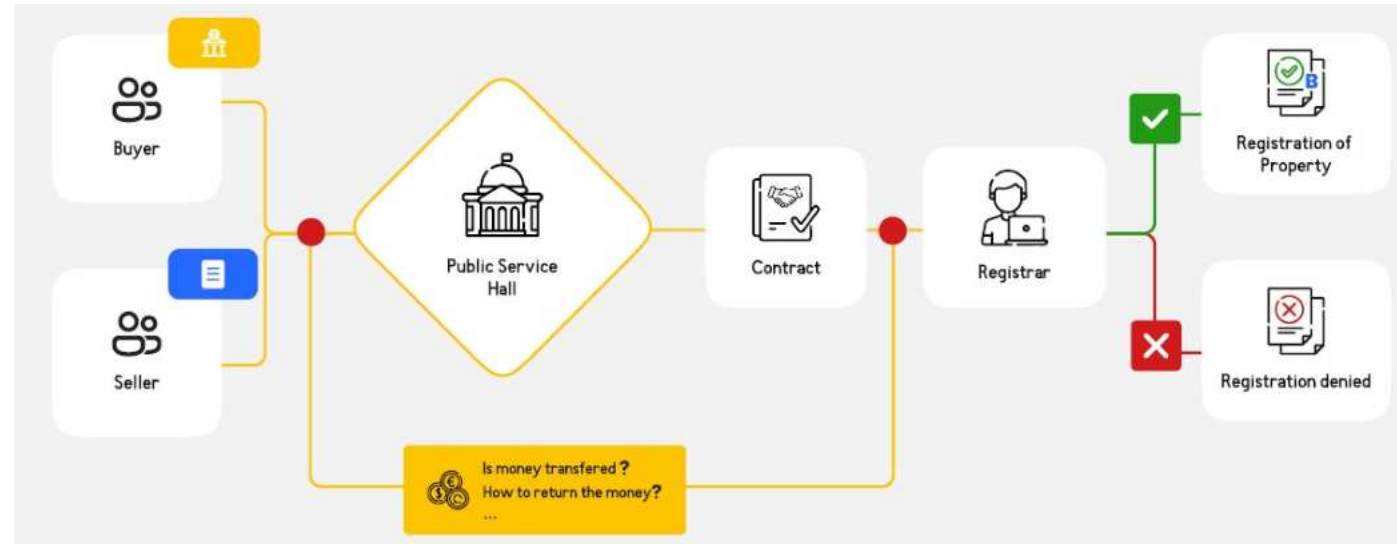 Buyer
Seller
Public Service
Hall
Is money transfered?
How to return the money?
...
Contract
Registrar
B
Registration of
Property
Registration denied